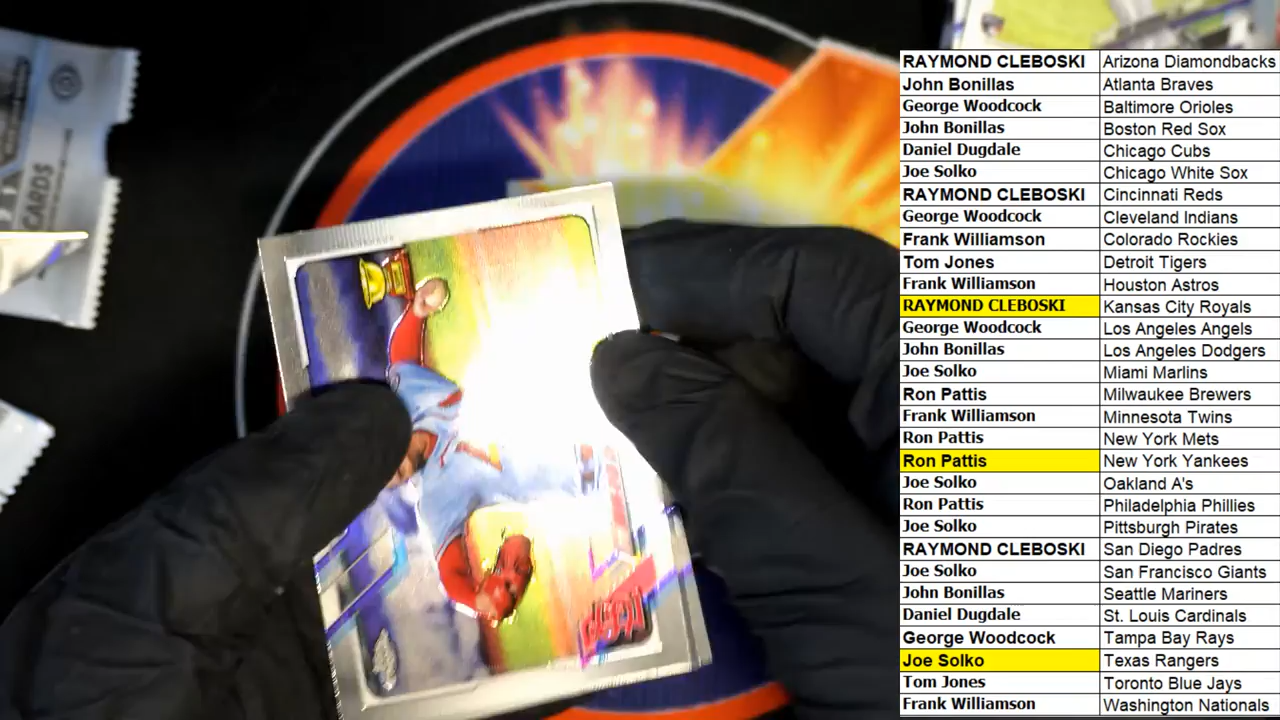 CARDS
RAYMOND CLEBOSKI Arizona Diamondbacks
John Bonillas Atlanta Braves
George Woodcock Baltimore Orioles
John Bonillas Boston Red Sox
Daniel Dugdale Chicago Cubs
Joe Solko Chicago White Sox
RAYMOND CLEBOSKI Cincinnati Reds
George Woodcock Cleveland Indians
Frank Williamson Colorado Rockies
Tom Jones Detroit Tigers
Frank Williamson Houston Astros
RAYMOND CLEBOSKI Kansas City Royals
George Woodcock Los Angeles Angels
John Bonillas Los Angeles Dodgers
Joe Solko Miami Marlins
Ron Pattis Milwaukee Brewers
Frank Williamson Minnesota Twins
Ron Pattis New York Mets
Ron Pattis New York Yankees
Joe Solko Oakland A's
Ron Pattis Philadelphia Phillies
Joe Solko Pittsburgh Pirates
RAYMOND CLEBOSKI San Diego Padres
Joe Solko San Francisco Giants
John Bonillas Seattle Mariners
Daniel Dugdale St. Louis Cardinals
George Woodcock Tampa Bay Rays
Joe Solko Texas Rangers
Tom Jones Toronto Blue Jays
Frank Williamson Washington Nationals